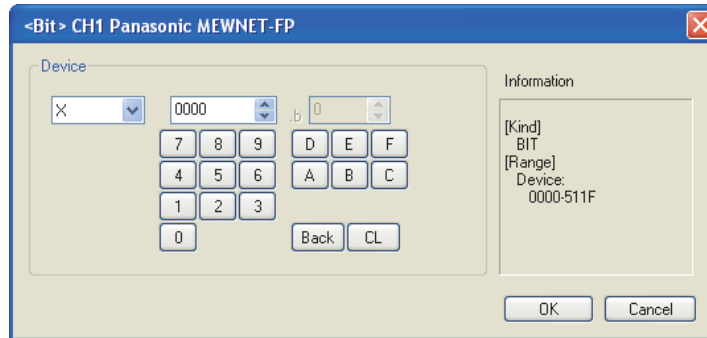 <Bit> CH1 Panasonic MEWNET-FP
Device
X 0000 .b 0
7 8 9 D E F
4 5 6 A B C
1 2 3
0 Back CL
Information
[Kind]
BIT
[Range]
Device:
0000-511F
OK Cancel